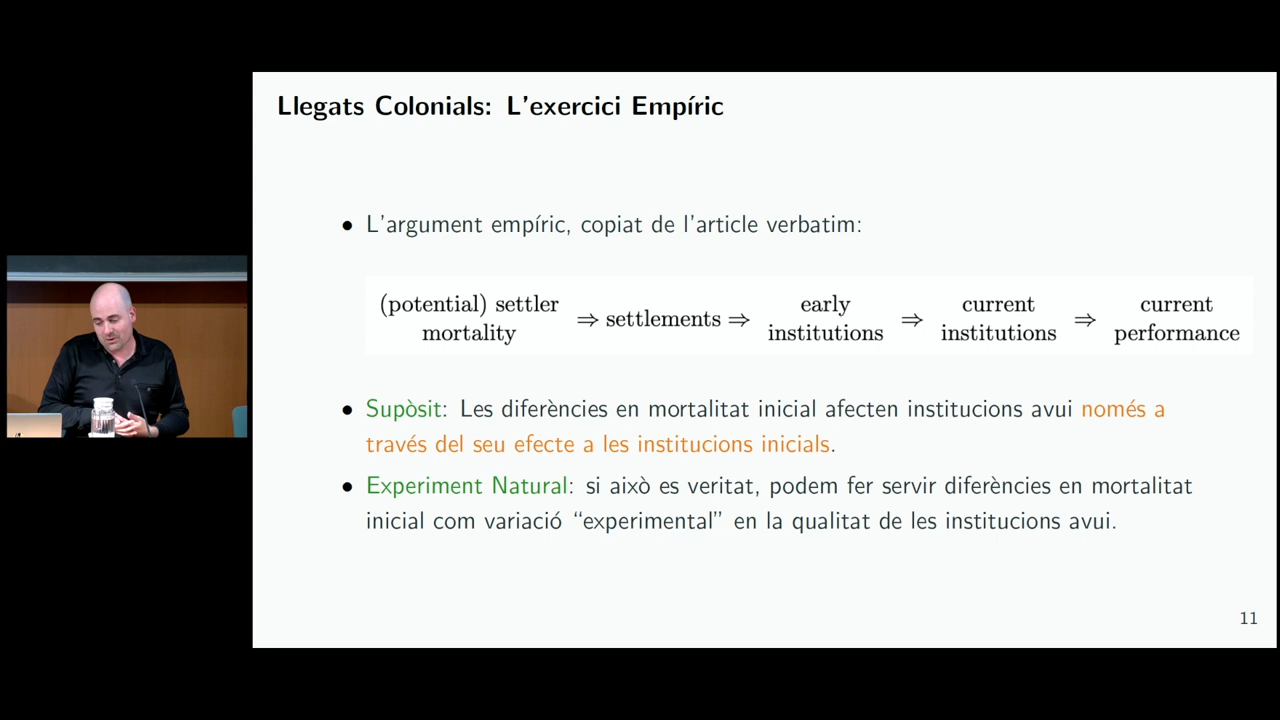 Llegats Colonials: L'exercici Empíric
• L'argument empíric, copiat de l'article verbatim:
(potential) settler mortality ⇒ settlements ⇒ early institutions ⇒ current institutions ⇒ current performance
• Supòsit: Les diferències en mortalitat inicial afecten institucions avui només a
través del seu efecte a les institucions inicials.
• Experiment Natural: si això es veritat, podem fer servir diferències en mortalitat
inicial com variació “experimental” en la qualitat de les institucions avui.
11